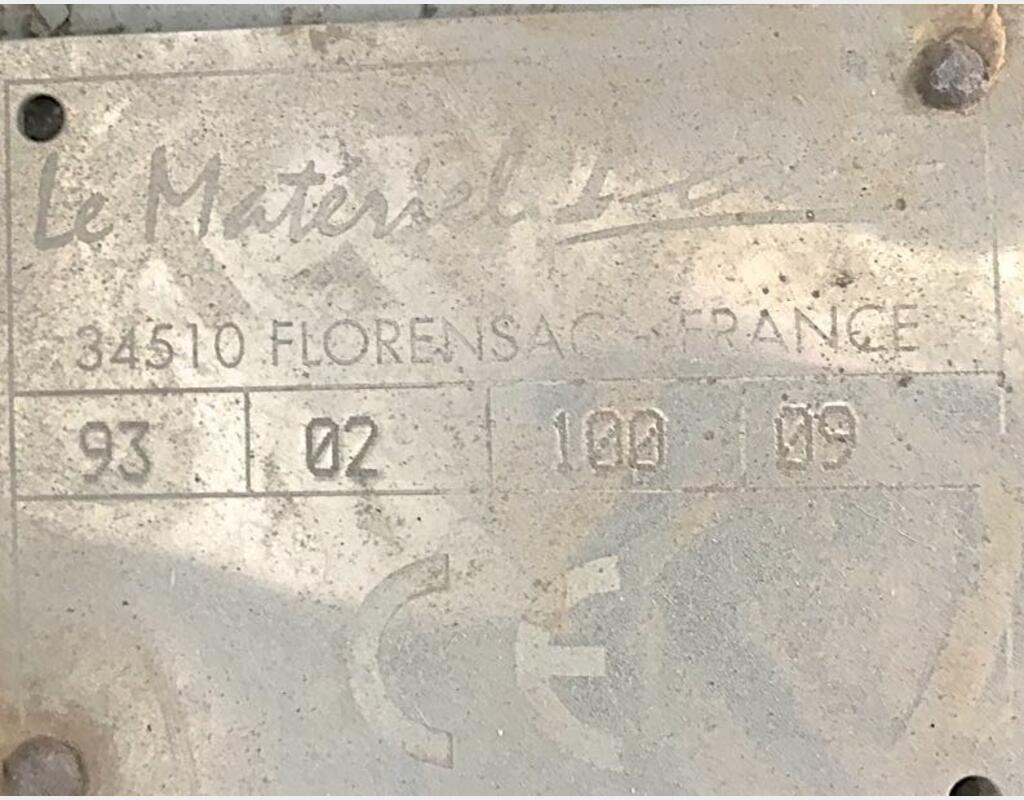 Le Matériel
34510 FLORENSAC - FRANCE
93 02 100 09
CE